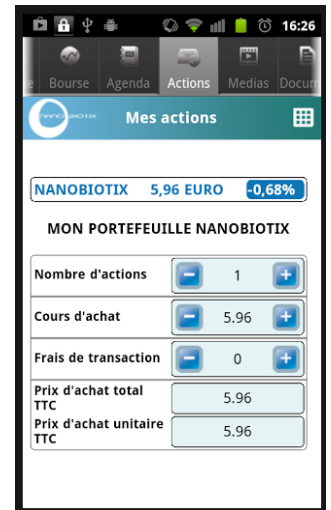 16:26
e Bourse Agenda Actions Medias Docum
NANOBIOTIX Mes actions
NANOBIOTIX 5,96 EURO -0,68%
MON PORTEFEUILLE NANOBIOTIX
Nombre d'actions - 1 +
Cours d'achat - 5.96 +
Frais de transaction - 0 +
Prix d'achat total
TTC 5.96
Prix d'achat unitaire
TTC 5.96